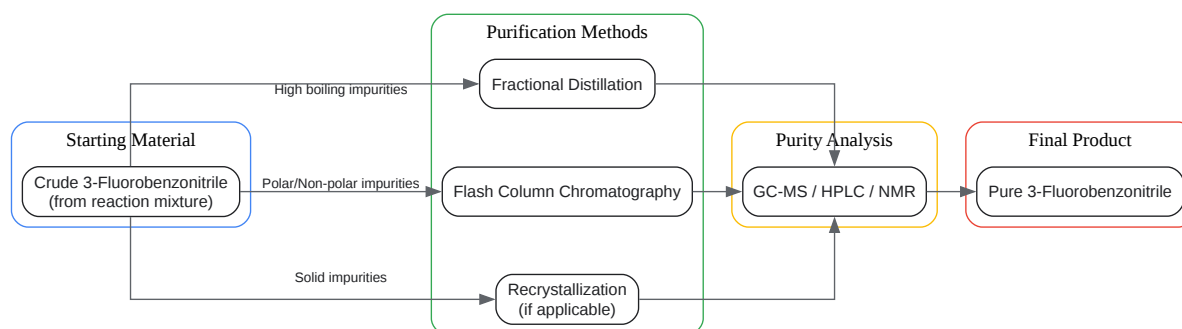 Purification Methods
Fractional Distillation
High boiling impurities
Starting Material
Crude 3-Fluorobenzonitrile
(from reaction mixture)
Polar/Non-polar impurities
Flash Column Chromatography
Purity Analysis
GC-MS / HPLC / NMR
Final Product
Pure 3-Fluorobenzonitrile
Solid impurities
Recrystallization
(if applicable)